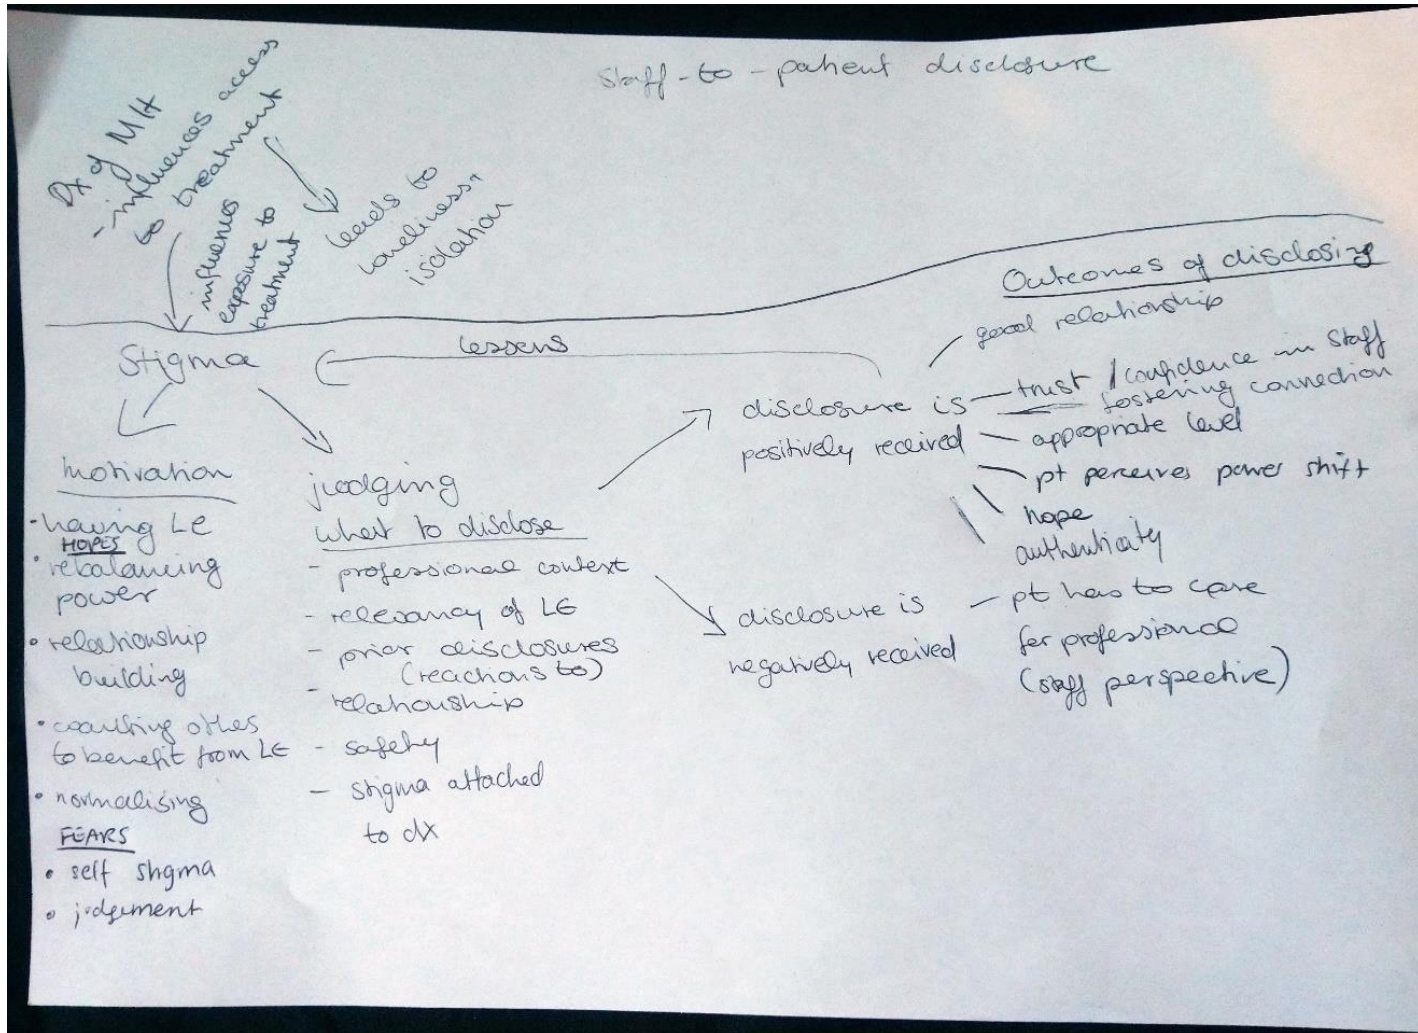 Staff-to-patient disclosure
Dx of MH
- influences access
to treatment
influences
exposure to
treatment
leads to
loneliness,
isolation
Outcomes of disclosing
Stigma
lessens
good relationship
disclosure is
positively received
trust / confidence in staff
fostering connection
appropriate level
pt perceives power shift
hope
authenticity
motivation
- having LE
HOPES
• rebalancing
power
• relationship
building
• wanting others
to benefit from LE
• normalising
FEARS
• self stigma
• judgement
judging
what to disclose
- professional context
- relevancy of LE
- prior disclosures
(reactions to)
- relationship
- safety
- stigma attached
to dx
disclosure is
negatively received
- pt has to care
for professional
(staff perspective)